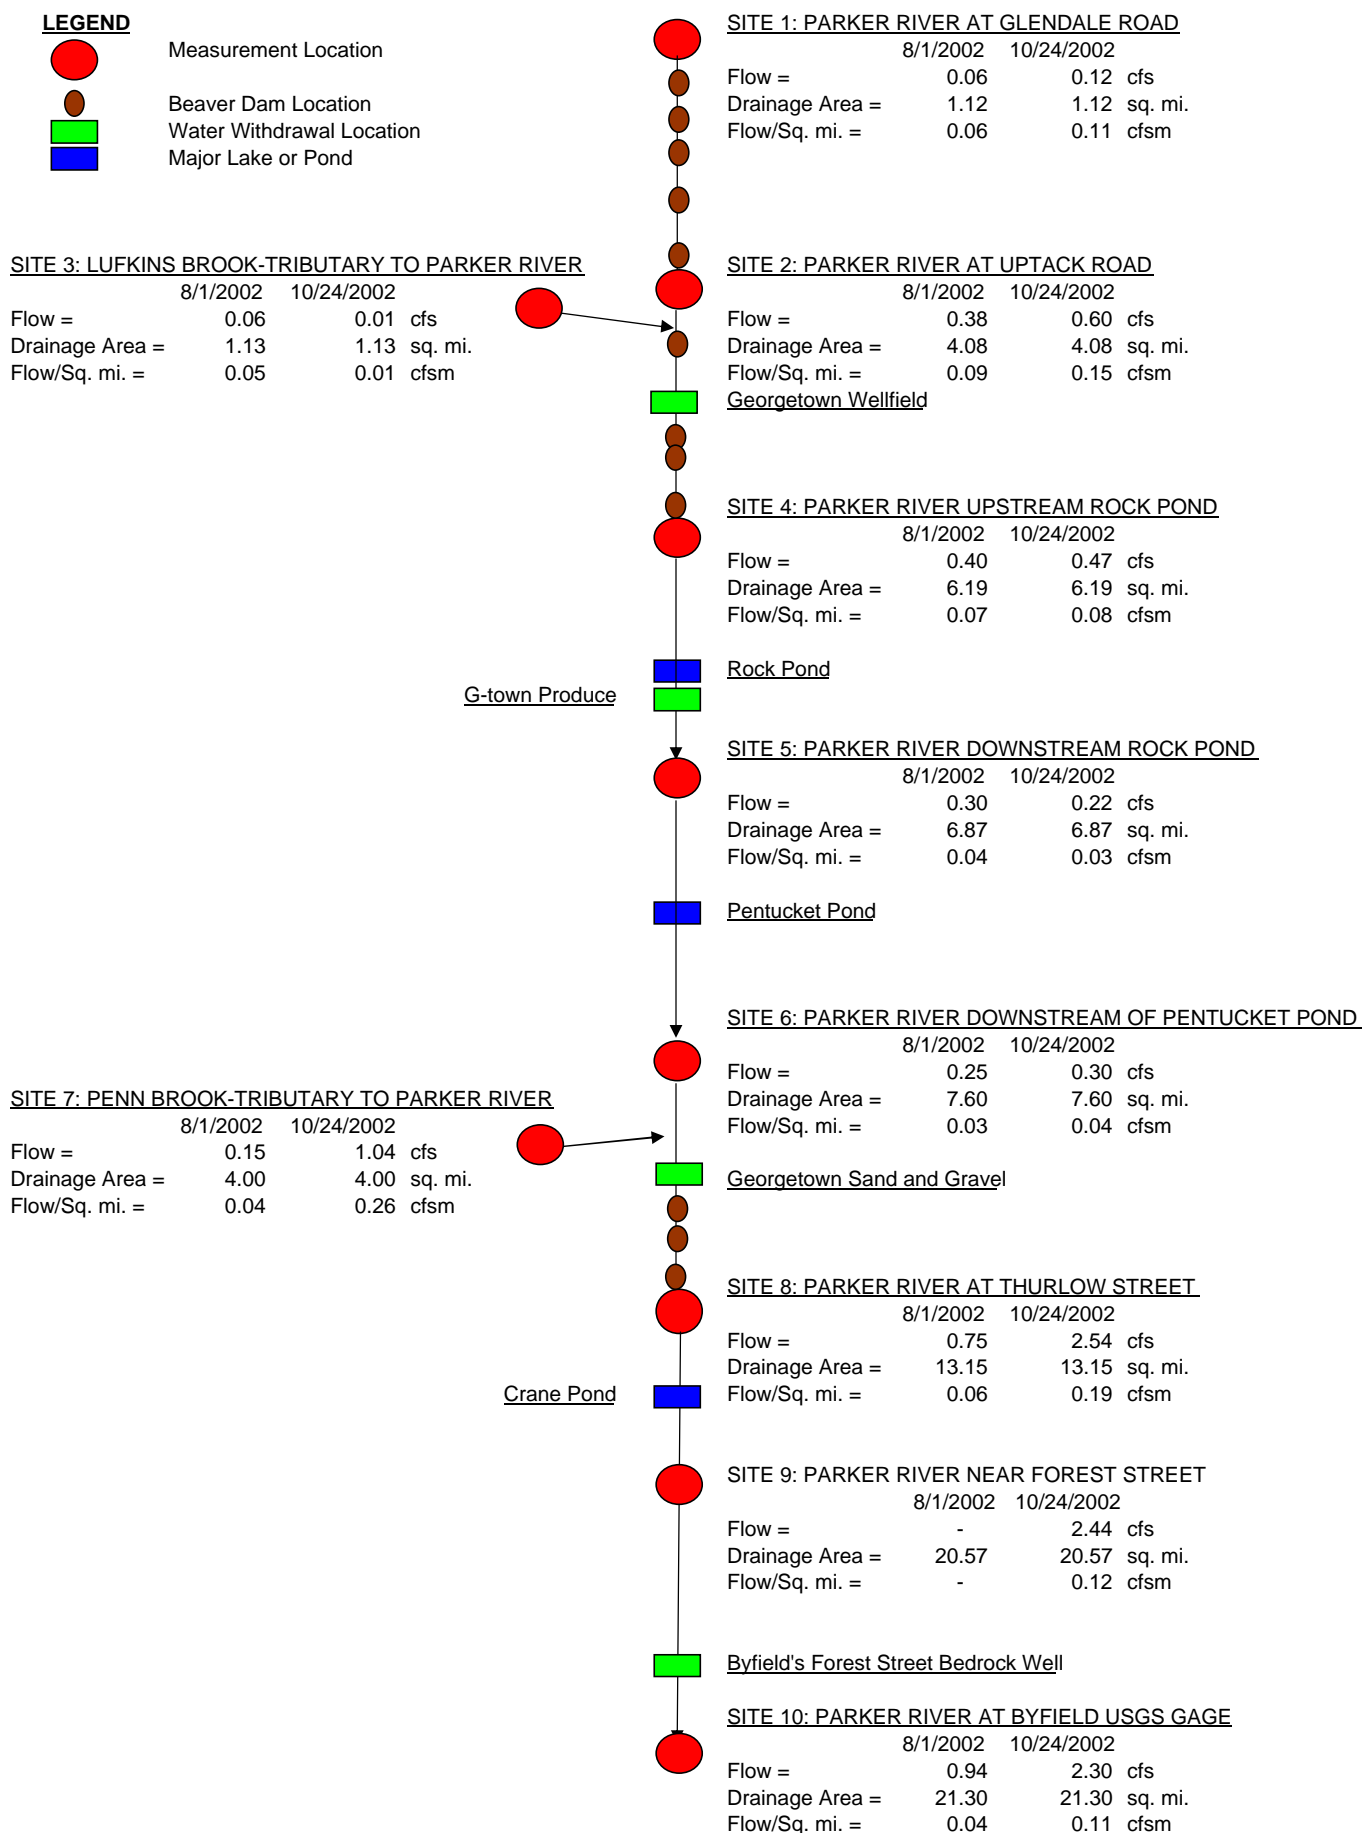 LEGEND
Measurement Location
Beaver Dam Location
Water Withdrawal Location
Major Lake or Pond
SITE 1: PARKER RIVER AT GLENDALE ROAD
8/1/2002 10/24/2002
Flow = 0.06 0.12 cfs
Drainage Area = 1.12 1.12 sq. mi.
Flow/Sq. mi. = 0.06 0.11 cfsm
SITE 3: LUFKINS BROOK-TRIBUTARY TO PARKER RIVER
8/1/2002 10/24/2002
Flow = 0.06 0.01 cfs
Drainage Area = 1.13 1.13 sq. mi.
Flow/Sq. mi. = 0.05 0.01 cfsm
SITE 2: PARKER RIVER AT UPTACK ROAD
8/1/2002 10/24/2002
Flow = 0.38 0.60 cfs
Drainage Area = 4.08 4.08 sq. mi.
Flow/Sq. mi. = 0.09 0.15 cfsm
Georgetown Wellfield
SITE 4: PARKER RIVER UPSTREAM ROCK POND
8/1/2002 10/24/2002
Flow = 0.40 0.47 cfs
Drainage Area = 6.19 6.19 sq. mi.
Flow/Sq. mi. = 0.07 0.08 cfsm
Rock Pond
G-town Produce
SITE 5: PARKER RIVER DOWNSTREAM ROCK POND
8/1/2002 10/24/2002
Flow = 0.30 0.22 cfs
Drainage Area = 6.87 6.87 sq. mi.
Flow/Sq. mi. = 0.04 0.03 cfsm
Pentucket Pond
SITE 6: PARKER RIVER DOWNSTREAM OF PENTUCKET POND
8/1/2002 10/24/2002
Flow = 0.25 0.30 cfs
Drainage Area = 7.60 7.60 sq. mi.
Flow/Sq. mi. = 0.03 0.04 cfsm
SITE 7: PENN BROOK-TRIBUTARY TO PARKER RIVER
8/1/2002 10/24/2002
Flow = 0.15 1.04 cfs
Drainage Area = 4.00 4.00 sq. mi.
Flow/Sq. mi. = 0.04 0.26 cfsm
Georgetown Sand and Gravel
SITE 8: PARKER RIVER AT THURLOW STREET
8/1/2002 10/24/2002
Flow = 0.75 2.54 cfs
Drainage Area = 13.15 13.15 sq. mi.
Flow/Sq. mi. = 0.06 0.19 cfsm
Crane Pond
SITE 9: PARKER RIVER NEAR FOREST STREET
8/1/2002 10/24/2002
Flow = - 2.44 cfs
Drainage Area = 20.57 20.57 sq. mi.
Flow/Sq. mi. = - 0.12 cfsm
Byfield's Forest Street Bedrock Well
SITE 10: PARKER RIVER AT BYFIELD USGS GAGE
8/1/2002 10/24/2002
Flow = 0.94 2.30 cfs
Drainage Area = 21.30 21.30 sq. mi.
Flow/Sq. mi. = 0.04 0.11 cfsm